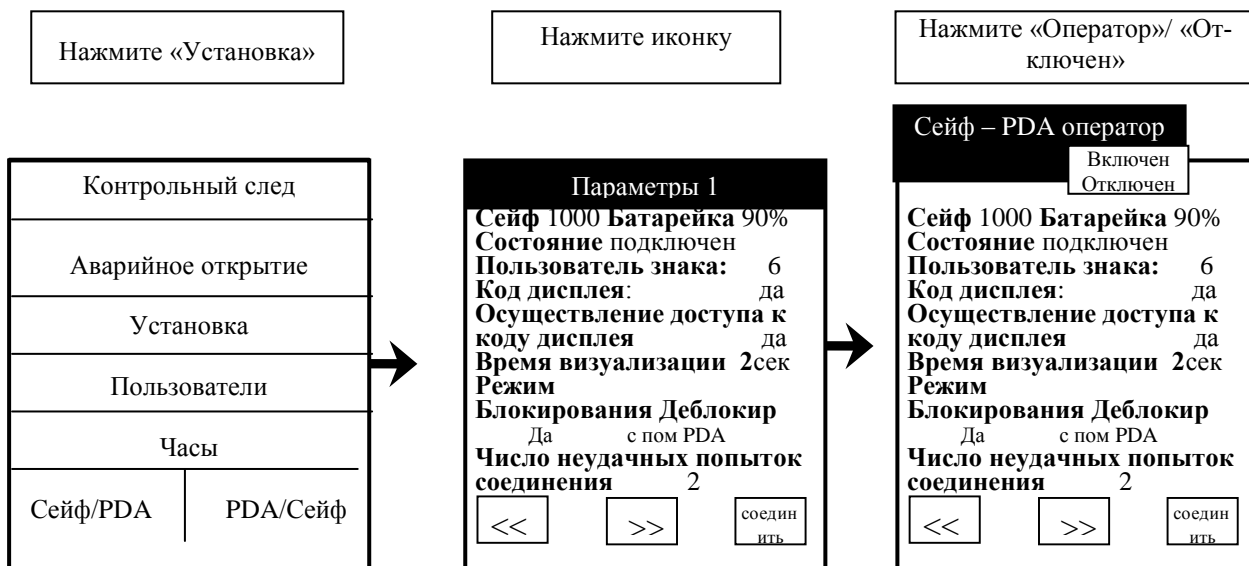 Нажмите «Установка»
Нажмите иконку
Нажмите «Оператор»/ «От-
ключен»
Контрольный след
Аварийное открытие
Установка
Пользователи
Часы
Сейф/PDA
PDA/Сейф
Параметры 1
Сейф 1000 Батарейка 90%
Состояние подключен
Пользователь знака: 6
Код дисплея: да
Осуществление доступа к
коду дисплея да
Время визуализации 2сек
Режим
Блокирования Деблокир
Да с пом PDA
Число неудачных попыток
соединения 2
<<
>>
соедин
ить
Сейф – PDA оператор
Включен
Отключен
Сейф 1000 Батарейка 90%
Состояние подключен
Пользователь знака: 6
Код дисплея: да
Осуществление доступа к
коду дисплея да
Время визуализации 2сек
Режим
Блокирования Деблокир
Да с пом PDA
Число неудачных попыток
соединения 2
<<
>>
соедин
ить